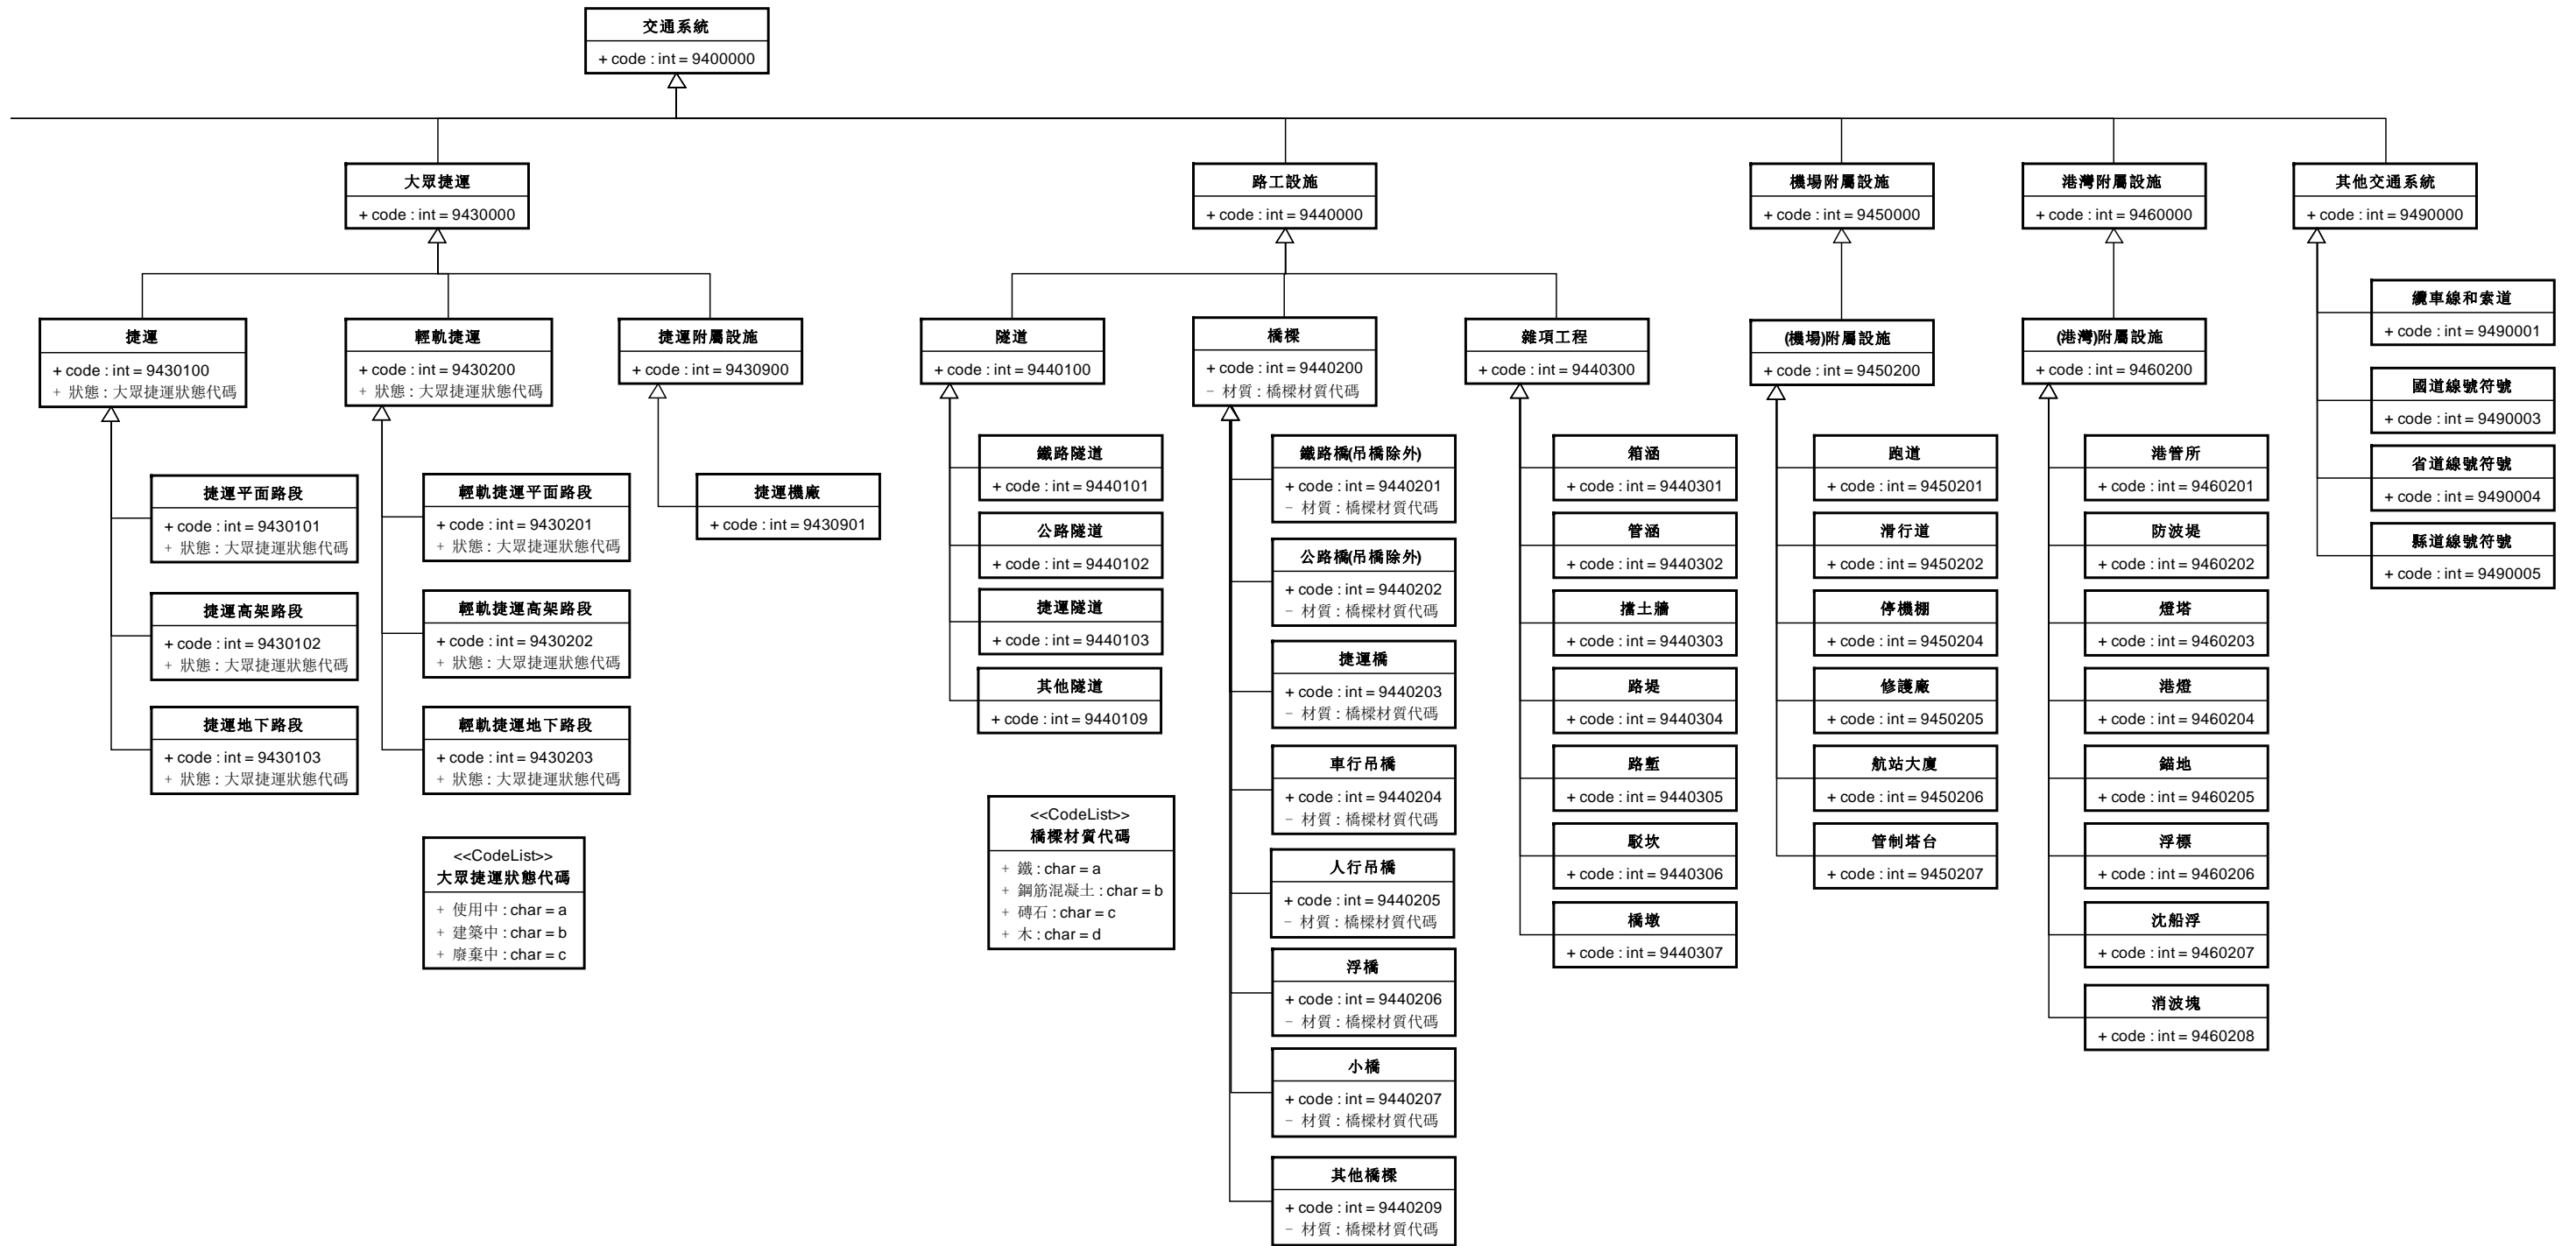 交通系統
+ code : int = 9400000
大眾捷運
+ code : int = 9430000
路工設施
+ code : int = 9440000
機場附屬設施
+ code : int = 9450000
港灣附屬設施
+ code : int = 9460000
其他交通系統
+ code : int = 9490000
捷運
+ code : int = 9430100
+ 狀態 : 大眾捷運狀態代碼
輕軌捷運
+ code : int = 9430200
+ 狀態 : 大眾捷運狀態代碼
捷運附屬設施
+ code : int = 9430900
隧道
+ code : int = 9440100
橋樑
+ code : int = 9440200
- 材質 : 橋樑材質代碼
雜項工程
+ code : int = 9440300
(機場)附屬設施
+ code : int = 9450200
(港灣)附屬設施
+ code : int = 9460200
纜車線和索道
+ code : int = 9490001
國道線號符號
+ code : int = 9490003
省道線號符號
+ code : int = 9490004
縣道線號符號
+ code : int = 9490005
捷運平面路段
+ code : int = 9430101
+ 狀態 : 大眾捷運狀態代碼
捷運高架路段
+ code : int = 9430102
+ 狀態 : 大眾捷運狀態代碼
捷運地下路段
+ code : int = 9430103
+ 狀態 : 大眾捷運狀態代碼
輕軌捷運平面路段
+ code : int = 9430201
+ 狀態 : 大眾捷運狀態代碼
輕軌捷運高架路段
+ code : int = 9430202
+ 狀態 : 大眾捷運狀態代碼
輕軌捷運地下路段
+ code : int = 9430203
+ 狀態 : 大眾捷運狀態代碼
<<CodeList>>
大眾捷運狀態代碼
+ 使用中 : char = a
+ 建築中 : char = b
+ 廢棄中 : char = c
捷運機廠
+ code : int = 9430901
鐵路隧道
+ code : int = 9440101
公路隧道
+ code : int = 9440102
捷運隧道
+ code : int = 9440103
其他隧道
+ code : int = 9440109
<<CodeList>>
橋樑材質代碼
+ 鐵 : char = a
+ 鋼筋混凝土 : char = b
+ 磚石 : char = c
+ 木 : char = d
鐵路橋(吊橋除外)
+ code : int = 9440201
- 材質 : 橋樑材質代碼
公路橋(吊橋除外)
+ code : int = 9440202
- 材質 : 橋樑材質代碼
捷運橋
+ code : int = 9440203
- 材質 : 橋樑材質代碼
車行吊橋
+ code : int = 9440204
- 材質 : 橋樑材質代碼
人行吊橋
+ code : int = 9440205
- 材質 : 橋樑材質代碼
浮橋
+ code : int = 9440206
- 材質 : 橋樑材質代碼
小橋
+ code : int = 9440207
- 材質 : 橋樑材質代碼
其他橋樑
+ code : int = 9440209
- 材質 : 橋樑材質代碼
箱涵
+ code : int = 9440301
管涵
+ code : int = 9440302
擋土牆
+ code : int = 9440303
路堤
+ code : int = 9440304
路塹
+ code : int = 9440305
駁坎
+ code : int = 9440306
橋墩
+ code : int = 9440307
跑道
+ code : int = 9450201
滑行道
+ code : int = 9450202
停機棚
+ code : int = 9450204
修護廠
+ code : int = 9450205
航站大廈
+ code : int = 9450206
管制塔台
+ code : int = 9450207
港管所
+ code : int = 9460201
防波堤
+ code : int = 9460202
燈塔
+ code : int = 9460203
港燈
+ code : int = 9460204
錨地
+ code : int = 9460205
浮標
+ code : int = 9460206
沈船浮
+ code : int = 9460207
消波塊
+ code : int = 9460208